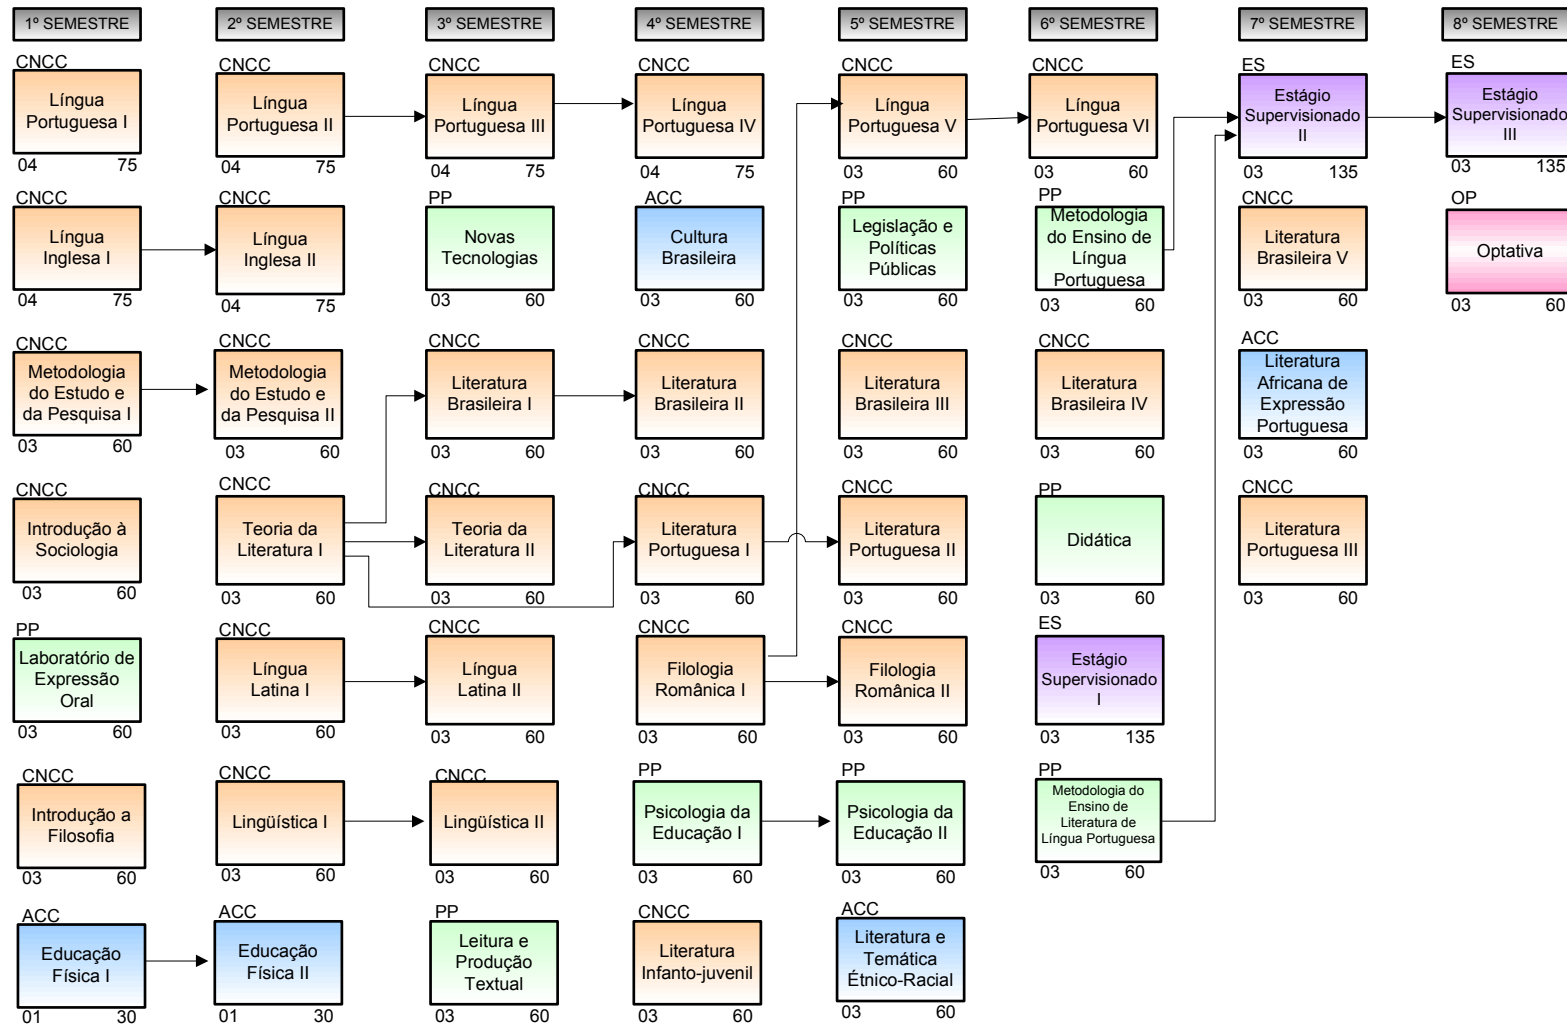 1º SEMESTRE
2º SEMESTRE
3º SEMESTRE
4º SEMESTRE
5º SEMESTRE
6º SEMESTRE
7º SEMESTRE
8º SEMESTRE
CNCC
Língua
Portuguesa I
04 75
CNCC
Língua
Portuguesa II
04 75
CNCC
Língua
Portuguesa III
04 75
CNCC
Língua
Portuguesa IV
04 75
CNCC
Língua
Portuguesa V
03 60
CNCC
Língua
Portuguesa VI
03 60
ES
Estágio
Supervisionado
II
03 135
ES
Estágio
Supervisionado
III
03 135
CNCC
Língua
Inglesa I
04 75
CNCC
Língua
Inglesa II
04 75
PP
Novas
Tecnologias
03 60
ACC
Cultura
Brasileira
03 60
PP
Legislação e
Políticas
Públicas
03 60
PP
Metodologia
do Ensino de
Língua
Portuguesa
03 60
CNCC
Literatura
Brasileira V
03 60
OP
Optativa
03 60
CNCC
Metodologia
do Estudo e
da Pesquisa I
03 60
CNCC
Metodologia
do Estudo e
da Pesquisa II
03 60
CNCC
Literatura
Brasileira I
03 60
CNCC
Literatura
Brasileira II
03 60
CNCC
Literatura
Brasileira III
03 60
CNCC
Literatura
Brasileira IV
03 60
ACC
Literatura
Africana de
Expressão
Portuguesa
03 60
CNCC
Introdução à
Sociologia
03 60
CNCC
Teoria da
Literatura I
03 60
CNCC
Teoria da
Literatura II
03 60
CNCC
Literatura
Portuguesa I
03 60
CNCC
Literatura
Portuguesa II
03 60
PP
Didática
03 60
CNCC
Literatura
Portuguesa III
03 60
PP
Laboratório de
Expressão
Oral
03 60
CNCC
Língua
Latina I
03 60
CNCC
Língua
Latina II
03 60
CNCC
Filologia
Românica I
03 60
CNCC
Filologia
Românica II
03 60
ES
Estágio
Supervisionado
I
03 135
CNCC
Introdução a
Filosofia
03 60
CNCC
Lingüística I
03 60
CNCC
Lingüística II
03 60
PP
Psicologia da
Educação I
03 60
PP
Psicologia da
Educação II
03 60
PP
Metodologia do
Ensino de
Literatura de
Língua Portuguesa
03 60
ACC
Educação
Física I
01 30
ACC
Educação
Física II
01 30
PP
Leitura e
Produção
Textual
03 60
CNCC
Literatura
Infanto-juvenil
03 60
ACC
Literatura e
Temática
Étnico-Racial
03 60